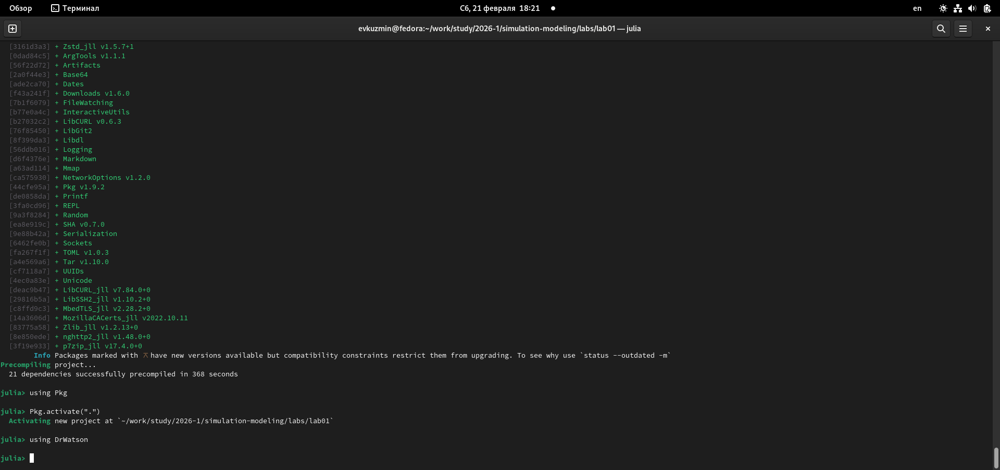 Обзор Терминал Сб, 21 февраля 18:21 en
evkuzmin@fedora:~/work/study/2026-1/simulation-modeling/labs/lab01 — julia
[3161d3a3] + Zstd_jll v1.5.7+1
[0dad84c5] + ArgTools v1.1.1
[56f22d72] + Artifacts
[2a0f44e3] + Base64
[ade2ca70] + Dates
[f43a241f] + Downloads v1.6.0
[7b1f6079] + FileWatching
[b77e0a4c] + InteractiveUtils
[b27032c2] + LibCURL v0.6.3
[76f85450] + LibGit2
[8f399da3] + Libdl
[56ddb016] + Logging
[d6f4376e] + Markdown
[a63ad114] + Mmap
[ca575930] + NetworkOptions v1.2.0
[44cfe95a] + Pkg v1.9.2
[de0858da] + Printf
[3fa0cd96] + REPL
[9a3f8284] + Random
[ea8e919c] + SHA v0.7.0
[9e88b42a] + Serialization
[6462fe0b] + Sockets
[fa267f1f] + TOML v1.0.3
[a4e569a6] + Tar v1.10.0
[cf7118a7] + UUIDs
[4ec0a83e] + Unicode
[deac9b47] + LibCURL_jll v7.84.0+0
[29816b5a] + LibSSH2_jll v1.10.2+0
[c8ffd9c3] + MbedTLS_jll v2.28.2+0
[14a3606d] + MozillaCACerts_jll v2022.10.11
[83775a58] + Zlib_jll v1.2.13+0
[8e850ede] + nghttp2_jll v1.48.0+0
[3f19e933] + p7zip_jll v17.4.0+0
Info Packages marked with ⌅ have new versions available but compatibility constraints restrict them from upgrading. To see why use `status --outdated -m`
Precompiling project...
21 dependencies successfully precompiled in 368 seconds
julia> using Pkg
julia> Pkg.activate(".")
Activating new project at `~/work/study/2026-1/simulation-modeling/labs/lab01`
julia> using DrWatson
julia>